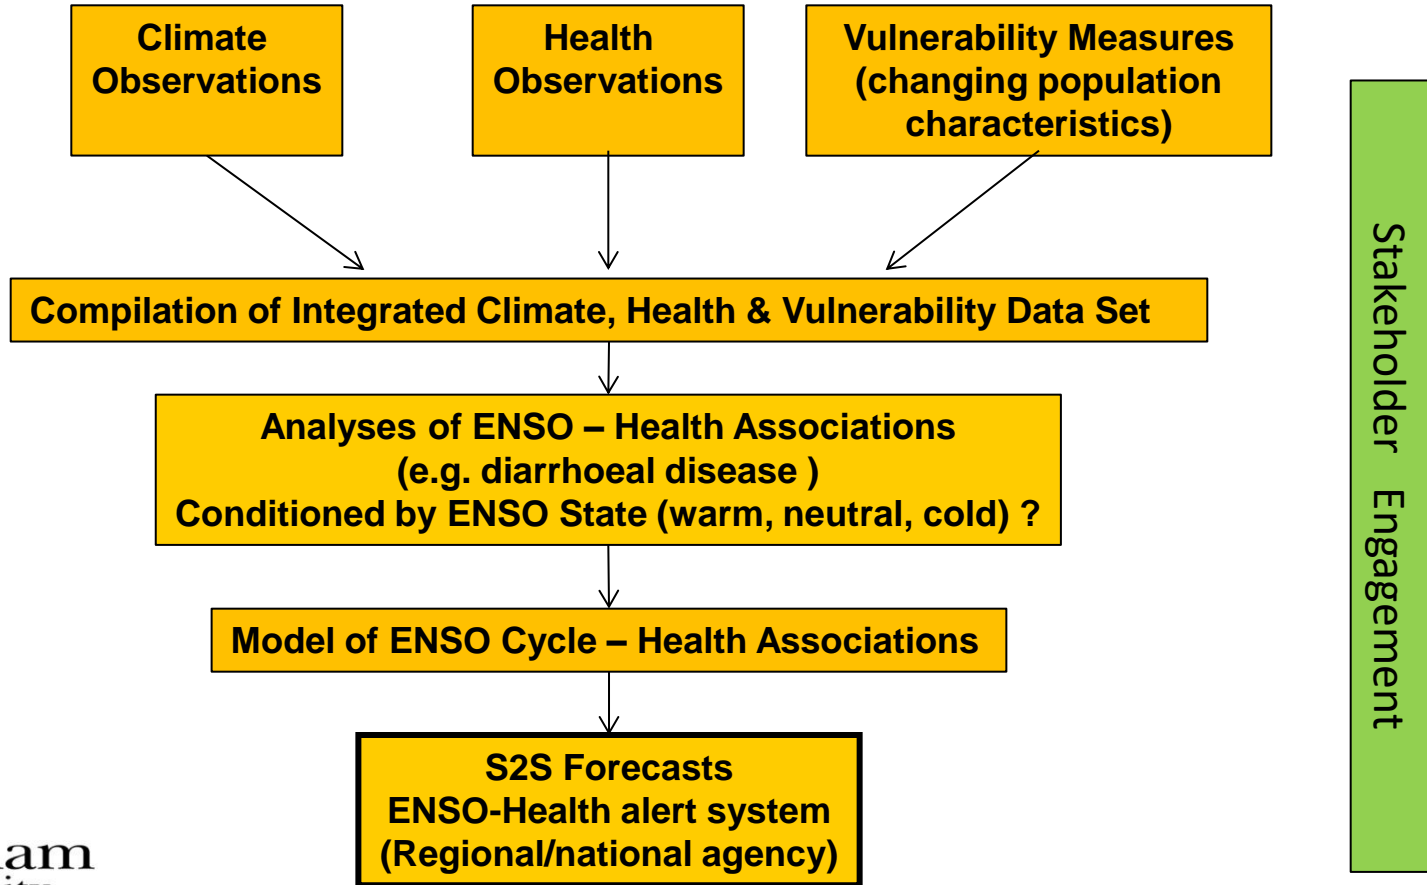 Climate
Observations
Health
Observations
Vulnerability Measures
(changing population
characteristics)
Compilation of Integrated Climate, Health & Vulnerability Data Set
Analyses of ENSO – Health Associations
(e.g. diarrhoeal disease )
Conditioned by ENSO State (warm, neutral, cold) ?
Model of ENSO Cycle – Health Associations
S2S Forecasts
ENSO-Health alert system
(Regional/national agency)
Stakeholder Engagement